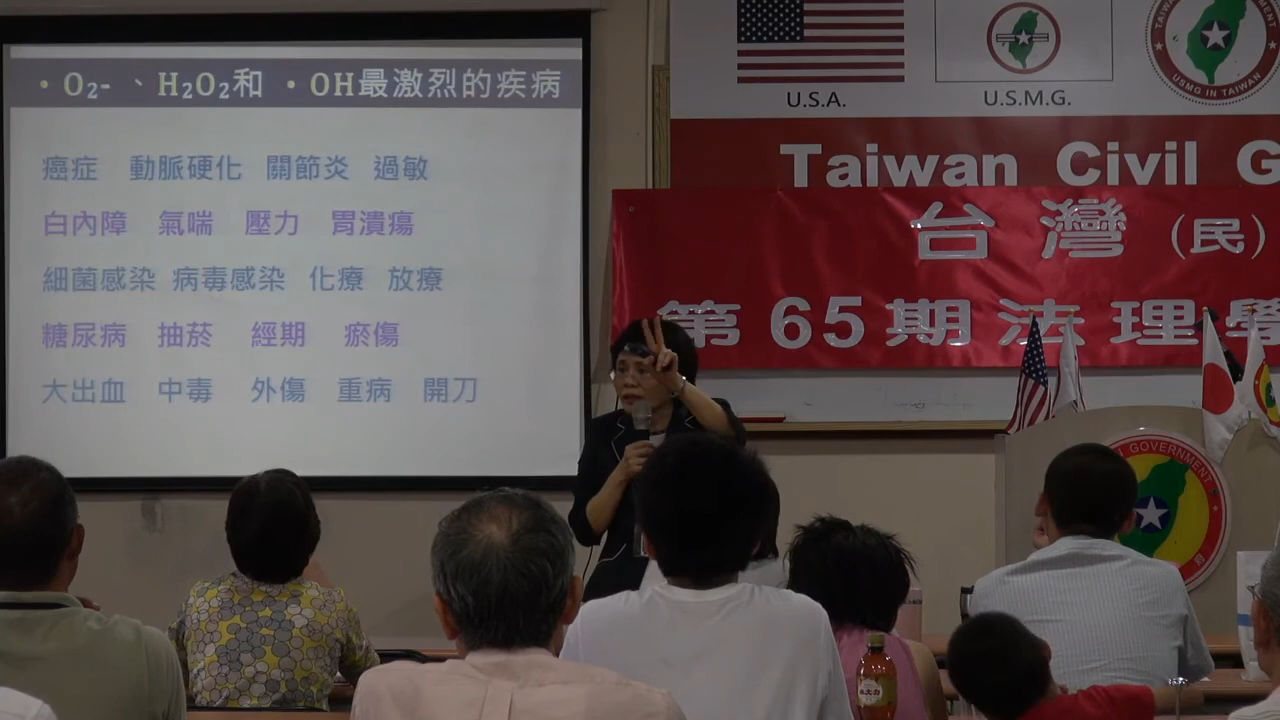 ·O₂-、H₂O₂和 ·OH最激烈的疾病
癌症 動脈硬化 關節炎 過敏
白內障 氣喘 壓力 胃潰瘍
細菌感染 病毒感染 化療 放療
糖尿病 抽菸 經期 瘀傷
大出血 中毒 外傷 重病 開刀
U.S.A.
U.S.M.G.
USMG IN TAIWAN
Taiwan Civil G
台灣(民)
第65期法理學
GOVERNMENT